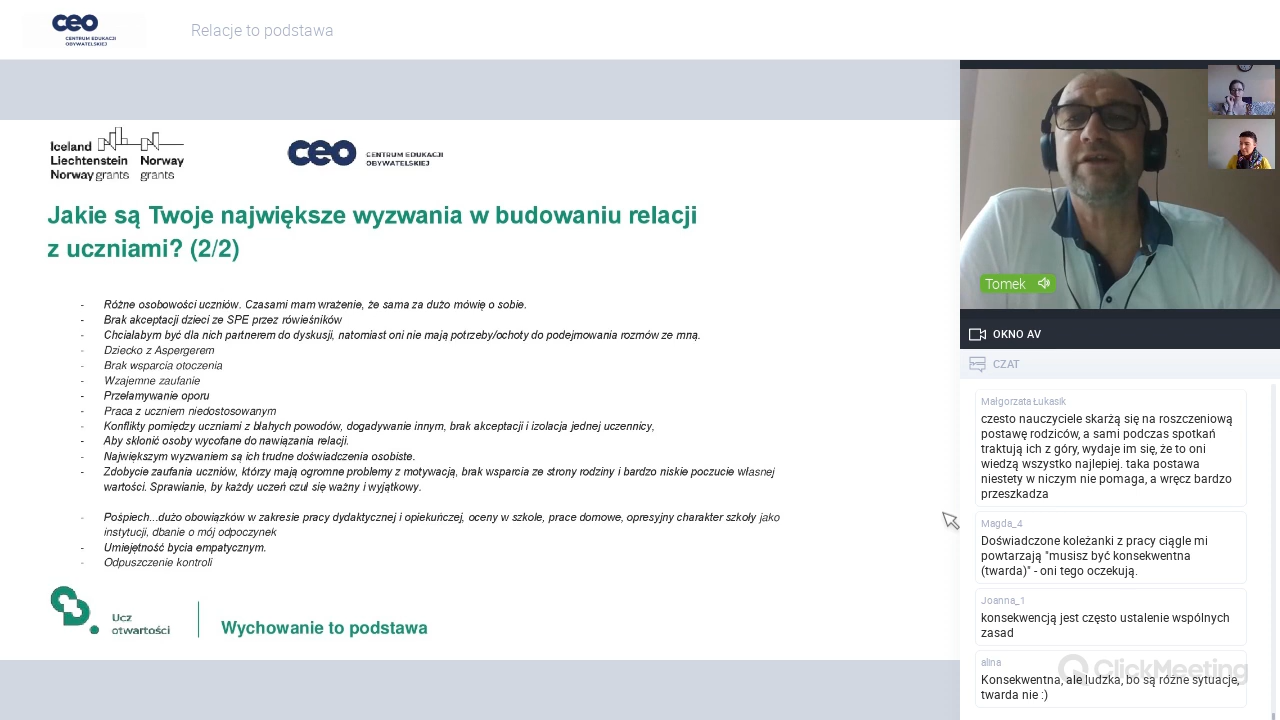 ceo
CENTRUM EDUKACJI
OBYWATELSKIEJ
Relacje to podstawa
Iceland
Liechtenstein
Norway grants
Norway
grants
ceo
CENTRUM EDUKACJI
OBYWATELSKIEJ
Jakie są Twoje największe wyzwania w budowaniu relacji
z uczniami? (2/2)
- Różne osobowości uczniów. Czasami mam wrażenie, że sama za dużo mówię o sobie.
- Brak akceptacji dzieci ze SPE przez rówieśników
- Chciałabym być dla nich partnerem do dyskusji, natomiast oni nie mają potrzeby/ochoty do podejmowania rozmów ze mną.
- Dziecko z Aspergerem
- Brak wsparcia otoczenia
- Wzajemne zaufanie
- Przełamywanie oporu
- Praca z uczniem niedostosowanym
- Konflikty pomiędzy uczniami z błahych powodów, dogadywanie innym, brak akceptacji i izolacja jednej uczennicy,
- Aby skłonić osoby wycofane do nawiązania relacji.
- Największym wyzwaniem są ich trudne doświadczenia osobiste.
- Zdobycie zaufania uczniów, którzy mają ogromne problemy z motywacją, brak wsparcia ze strony rodziny i bardzo niskie poczucie własnej
wartości. Sprawianie, by każdy uczeń czuł się ważny i wyjątkowy.
- Pośpiech...dużo obowiązków w zakresie pracy dydaktycznej i opiekuńczej, oceny w szkole, prace domowe, opresyjny charakter szkoły jako
instytucji, dbanie o mój odpoczynek
- Umiejętność bycia empatycznym.
- Odpuszczenie kontroli
Ucz
otwartości
Wychowanie to podstawa
Tomek
OKNO AV
CZAT
Małgorzata Łukasik
czesto nauczyciele skarżą się na roszczeniową
postawę rodziców, a sami podczas spotkań
traktują ich z góry, wydaje im się, że to oni
wiedzą wszystko najlepiej. taka postawa
niestety w niczym nie pomaga, a wręcz bardzo
przeszkadza
Magda_4
Doświadczone koleżanki z pracy ciągle mi
powtarzają "musisz być konsekwentna
(twarda)" - oni tego oczekują.
Joanna_1
konsekwencją jest często ustalenie wspólnych
zasad
alina
Konsekwentna, ale ludzka, bo są różne sytuacje,
twarda nie :)
ClickMeeting